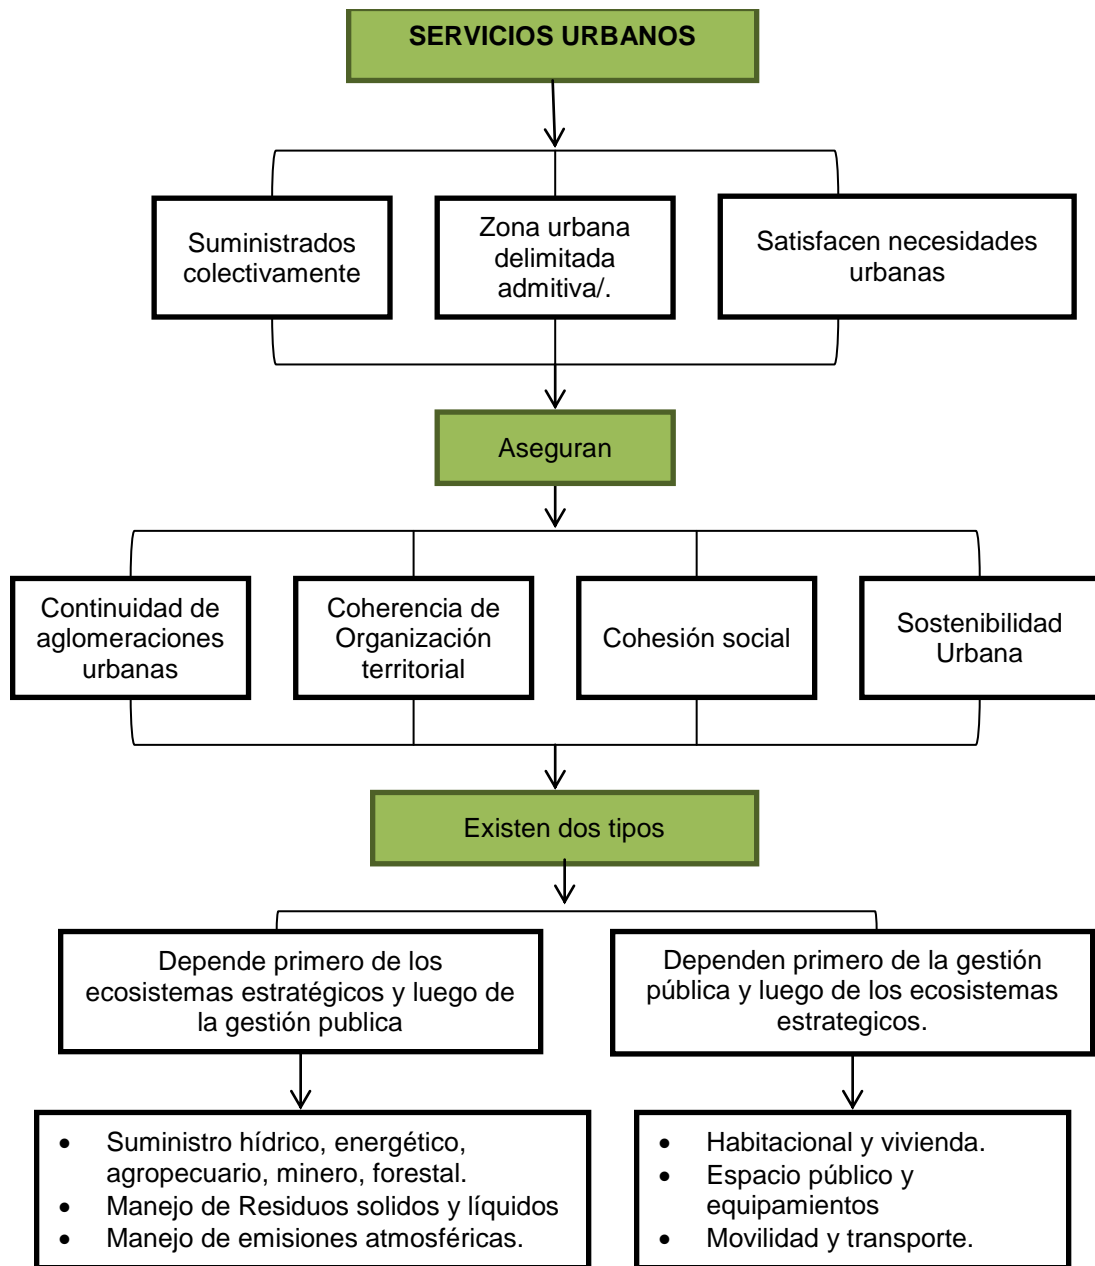 SERVICIOS URBANOS
Suministrados
colectivamente
Zona urbana
delimitada
admitiva/.
Satisfacen necesidades
urbanas
Aseguran
Continuidad de
aglomeraciones
urbanas
Coherencia de
Organización
territorial
Cohesión social
Sostenibilidad
Urbana
Existen dos tipos
Depende primero de los
ecosistemas estratégicos y luego de
la gestión publica
Dependen primero de la gestión
pública y luego de los ecosistemas
estrategicos.
• Suministro hídrico, energético,
agropecuario, minero, forestal.
• Manejo de Residuos solidos y líquidos
• Manejo de emisiones atmosféricas.
• Habitacional y vivienda.
• Espacio público y
equipamientos
• Movilidad y transporte.